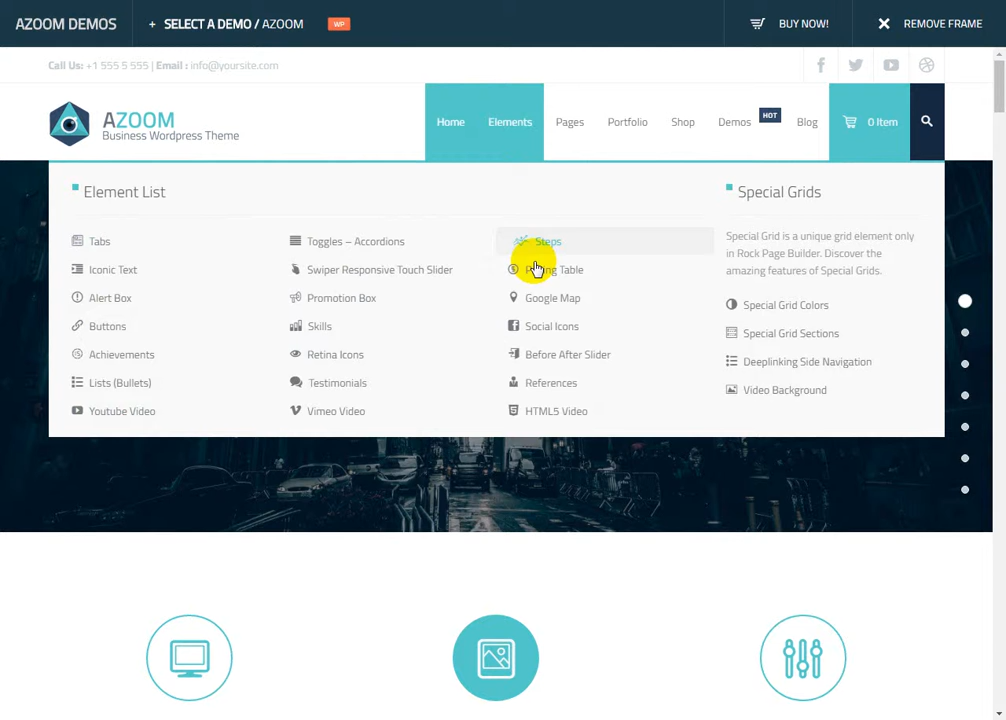 AZOOM DEMOS
+ SELECT A DEMO / AZOOM WP
BUY NOW!
REMOVE FRAME
Call Us: +1 555 5 555 | Email : info@yoursite.com
AZOOM
Business Wordpress Theme
Home
Elements
Pages
Portfolio
Shop
Demos HOT
Blog
0 Item
Element List
Tabs
Iconic Text
Alert Box
Buttons
Achievements
Lists (Bullets)
Youtube Video
Toggles – Accordions
Swiper Responsive Touch Slider
Promotion Box
Skills
Retina Icons
Testimonials
Vimeo Video
Steps
Pricing Table
Google Map
Social Icons
Before After Slider
References
HTML5 Video
Special Grids
Special Grid is a unique grid element only
in Rock Page Builder. Discover the
amazing features of Special Grids.
Special Grid Colors
Special Grid Sections
Deeplinking Side Navigation
Video Background